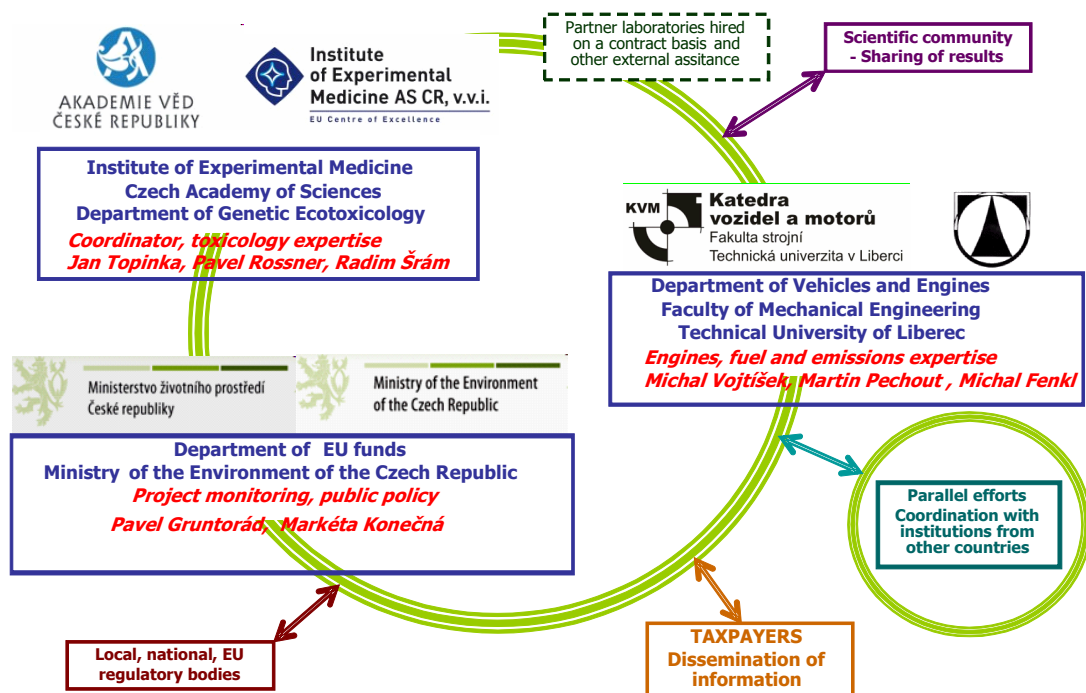 AKADEMIE VĚD
ČESKÉ REPUBLIKY
Institute
of Experimental
Medicine AS CR, v.v.i.
EU Centre of Excellence
Partner laboratories hired
on a contract basis and
other external assitance
Scientific community
- Sharing of results
Institute of Experimental Medicine
Czech Academy of Sciences
Department of Genetic Ecotoxicology
Coordinator, toxicology expertise
Jan Topinka, Pavel Rossner, Radim Šrám
KVM
Katedra
vozidel a motorů
Fakulta strojní
Technická univerzita v Liberci
Department of Vehicles and Engines
Faculty of Mechanical Engineering
Technical University of Liberec
Engines, fuel and emissions expertise
Michal Vojtíšek, Martin Pechout , Michal Fenkl
Ministerstvo životního prostředí
České republiky
Ministry of the Environment
of the Czech Republic
Department of EU funds
Ministry of the Environment of the Czech Republic
Project monitoring, public policy
Pavel Gruntorád, Markéta Konečná
Parallel efforts
Coordination with
institutions from
other countries
Local, national, EU
regulatory bodies
TAXPAYERS
Dissemination of
information